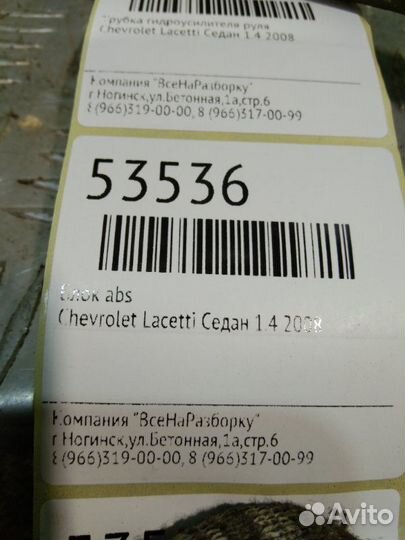 Трубка гидроусилителя руля
Chevrolet Lacetti Седан 1.4 2008
Компания "ВсеНаРазборку"
г Ногинск,ул.Бетонная,1а,стр.6
8 (966)319-00-00, 8 (966)317-00-99
53536
Блок abs
Chevrolet Lacetti Седан 1.4 2008
Компания "ВсеНаРазборку"
г Ногинск,ул.Бетонная,1а,стр.6
8 (966)319-00-00, 8 (966)317-00-99
Avito